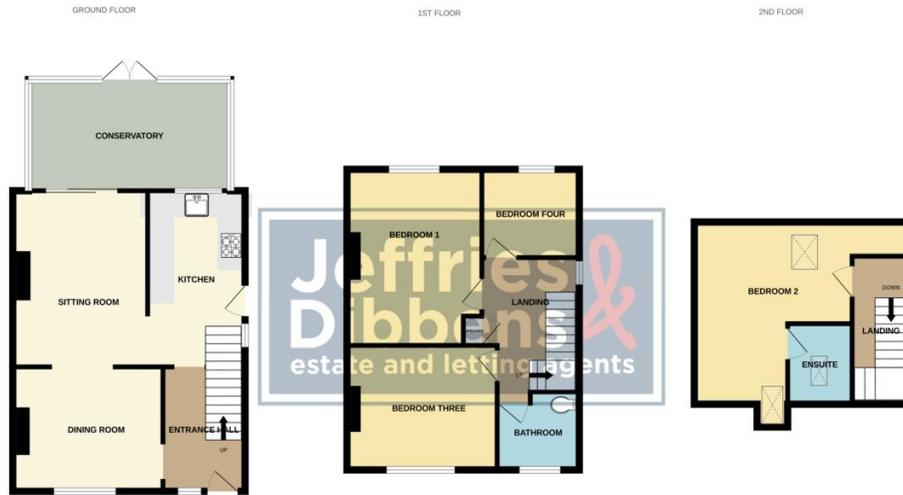 GROUND FLOOR
CONSERVATORY
SITTING ROOM
KITCHEN
DINING ROOM
ENTRANCE HALL
UP
1ST FLOOR
BEDROOM 1
BEDROOM FOUR
LANDING
UP
BEDROOM THREE
BATHROOM
2ND FLOOR
BEDROOM 2
DOWN
LANDING
ENSUITE
Jeffries &
Dibbens
estate and letting agents